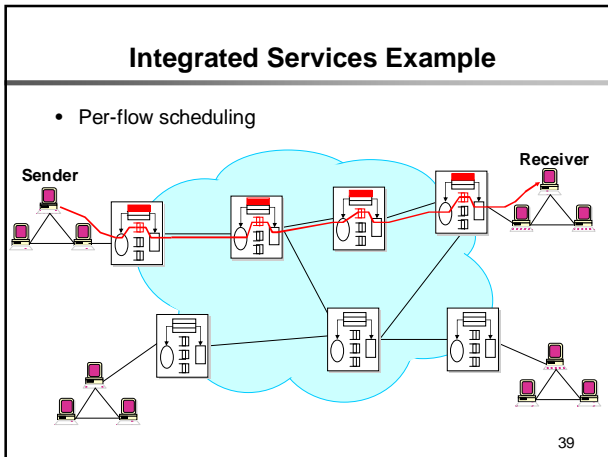 Integrated Services Example
• Per-flow scheduling
Sender
Receiver
39